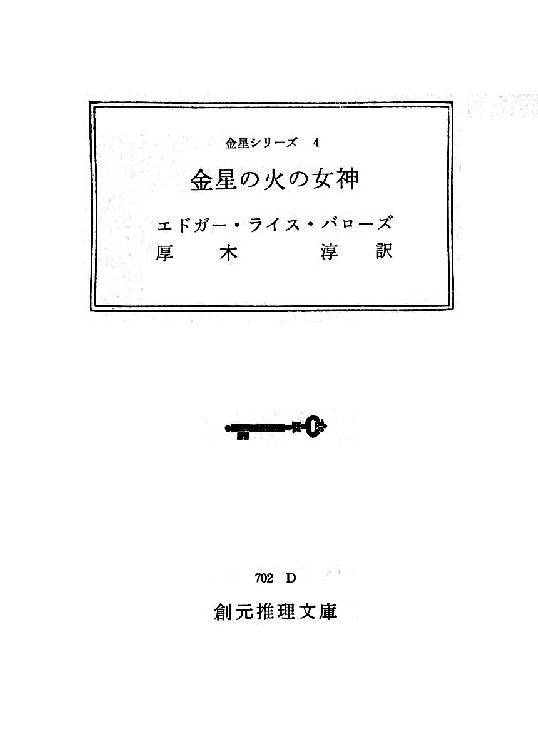 金星シリーズ 4
金星の火の女神
エドガー・ライス・バローズ
厚木 淳訳
702 D
創元推理文庫